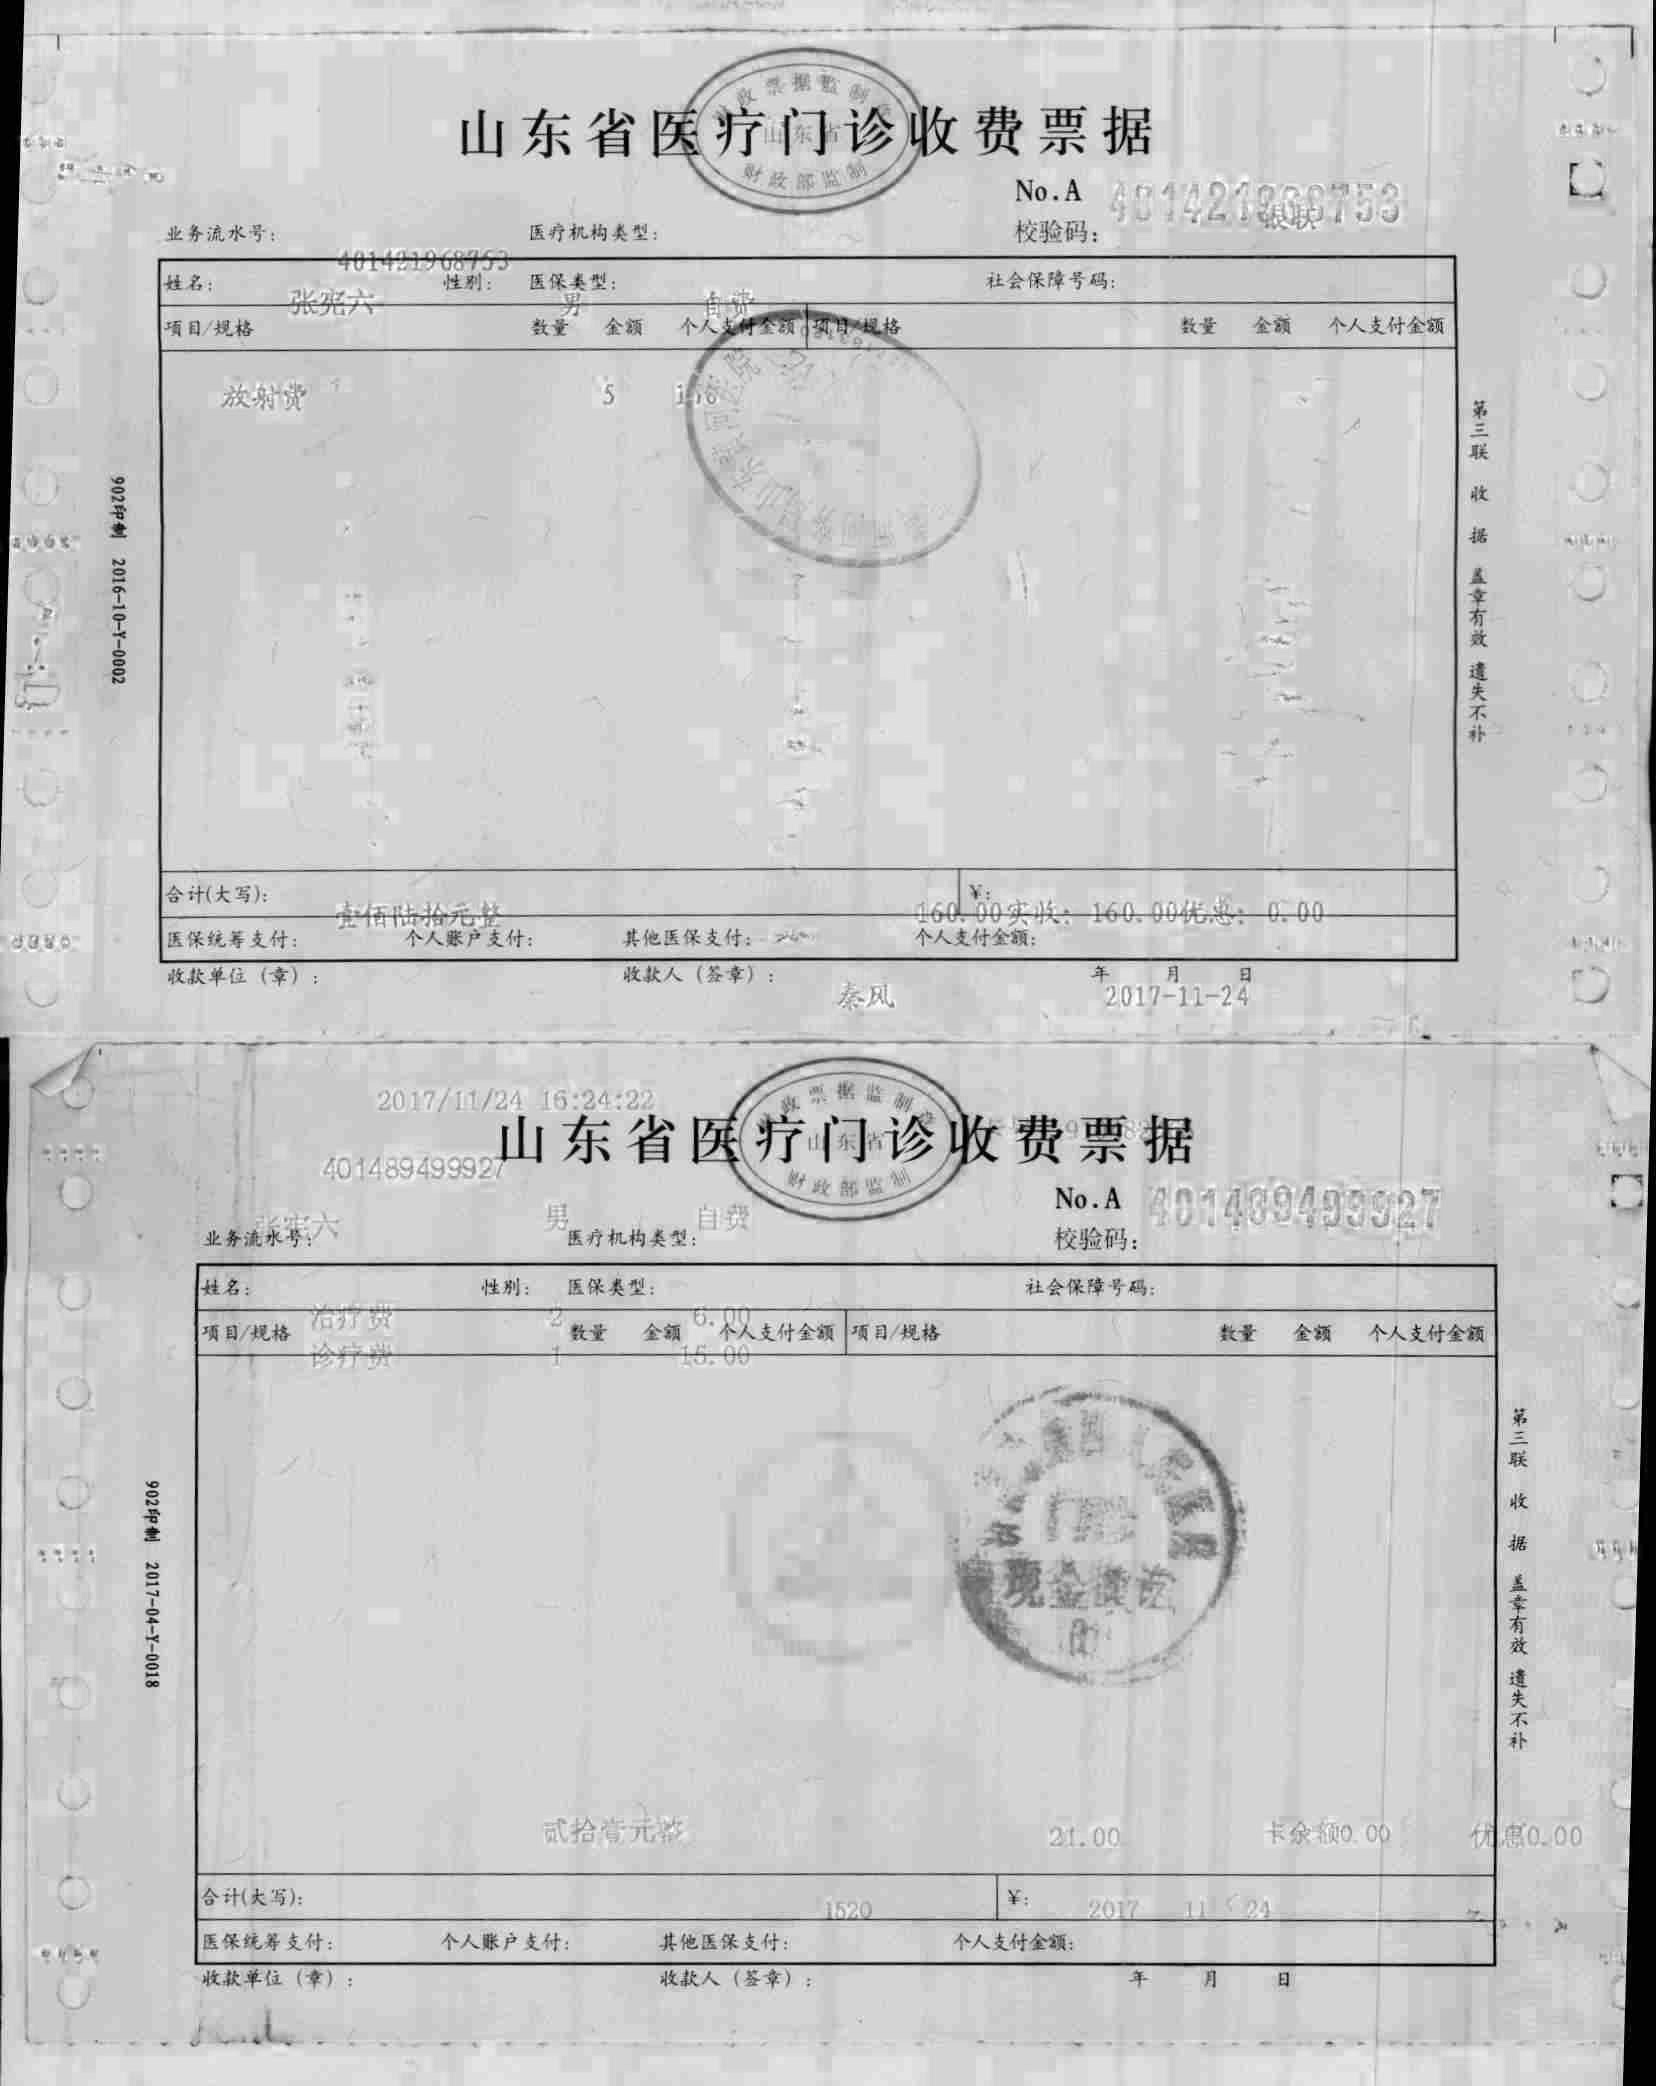 山东省医疗门诊收费票据
票据监制
山东省
财政部监制
No.A 401421968753
校验码: 银联
业务流水号: 医疗机构类型:
401421968753
姓名: 性别: 医保类型: 社会保障号码:
张宪六 男 自费
项目/规格 数量 金额 个人支付金额 项目/规格 数量 金额 个人支付金额
放射费 5
合计(大写): ¥:
壹佰陆拾元整 160.00实收: 160.00优惠: 0.00
医保统筹支付: 个人账户支付: 其他医保支付: 个人支付金额:
收款单位（章）: 收款人（签章）: 年 月 日
秦风 2017-11-24
902印制 2016-10-Y-0002
第三联 收据 盖章有效 遗失不补
2017/11/24 16:24:22
山东省医疗门诊收费票据
票据监制
山东省
财政部监制
401489499927
No.A 401489499927
张宪六 男 自费
业务流水号: 医疗机构类型: 校验码:
姓名: 性别: 医保类型: 社会保障号码:
治疗费 2 6.00
项目/规格 数量 金额 个人支付金额 项目/规格 数量 金额 个人支付金额
诊疗费 1 15.00
现金收讫
贰拾壹元整 21.00 卡余额0.00 优惠0.00
合计(大写): ¥:
1520 2017 11 24
医保统筹支付: 个人账户支付: 其他医保支付: 个人支付金额:
收款单位（章）: 收款人（签章）: 年 月 日
902印制 2017-04-Y-0018
第三联 收据 盖章有效 遗失不补